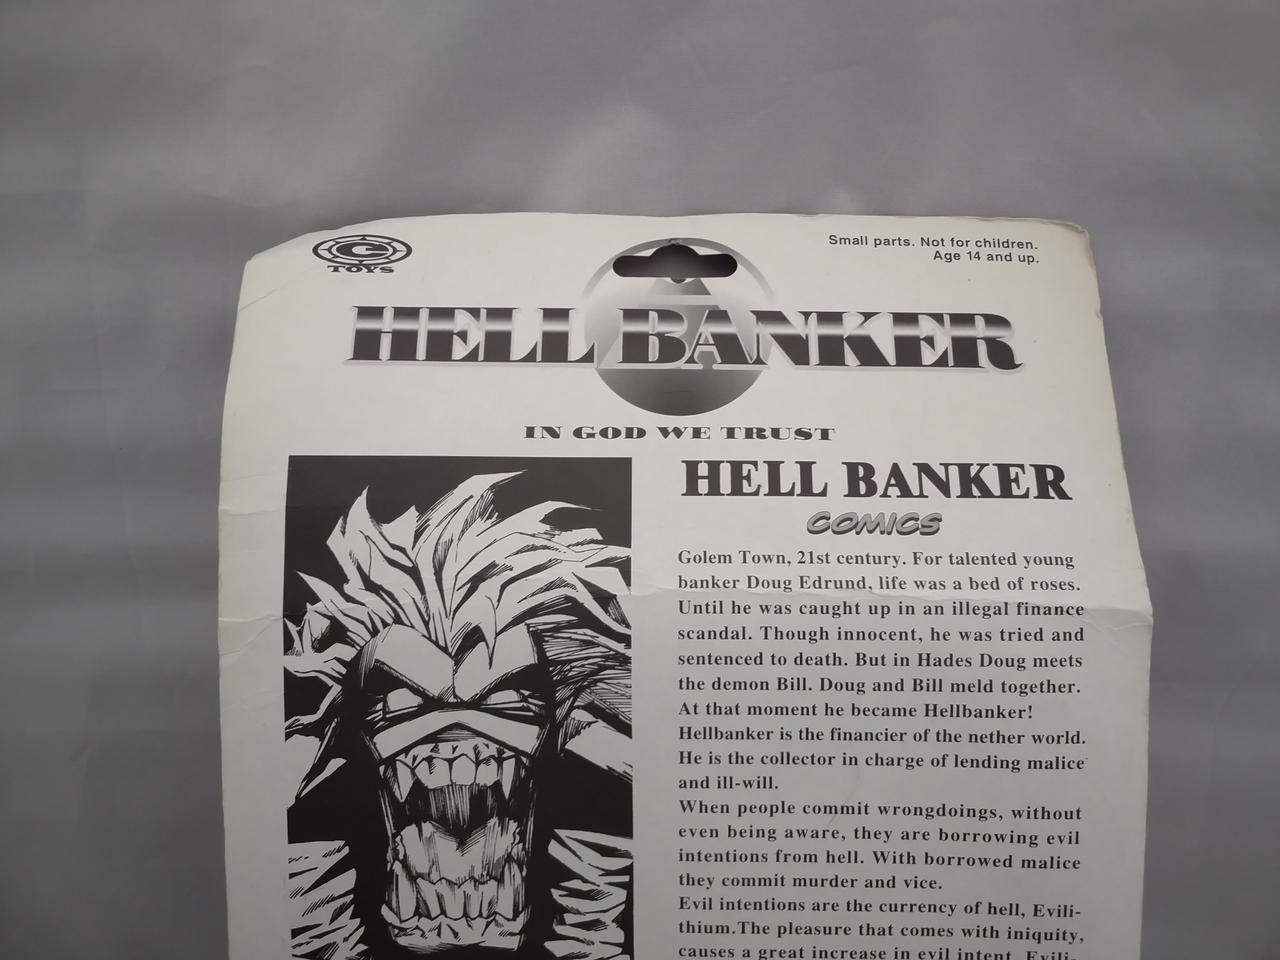 e
TOYS
Small parts. Not for children.
Age 14 and up.
HELL BANKER
IN GOD WE TRUST
HELL BANKER
COMICS
Golem Town, 21st century. For talented young
banker Doug Edrund, life was a bed of roses.
Until he was caught up in an illegal finance
scandal. Though innocent, he was tried and
sentenced to death. But in Hades Doug meets
the demon Bill. Doug and Bill meld together.
At that moment he became Hellbanker!
Hellbanker is the financier of the nether world.
He is the collector in charge of lending malice
and ill-will.
When people commit wrongdoings, without
even being aware, they are borrowing evil
intentions from hell. With borrowed malice
they commit murder and vice.
Evil intentions are the currency of hell, Evili-
thium.The pleasure that comes with iniquity,
causes a great increase in evil intent. Evili-